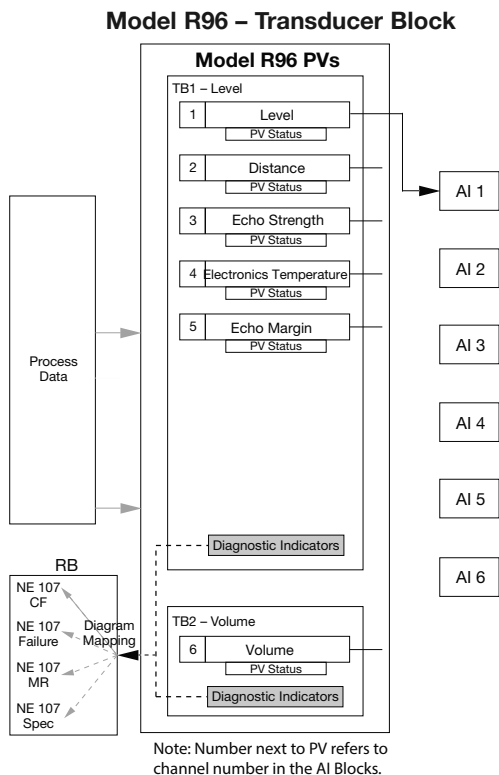 Model R96 – Transducer Block
Model R96 PVs
TB1 – Level
1 Level
PV Status
2 Distance
PV Status
3 Echo Strength
PV Status
4 Electronics Temperature
PV Status
5 Echo Margin
PV Status
Diagnostic Indicators
TB2 – Volume
6 Volume
PV Status
Diagnostic Indicators
Process
Data
RB
NE 107
CF
NE 107
Failure
NE 107
MR
NE 107
Spec
Diagram
Mapping
AI 1
AI 2
AI 3
AI 4
AI 5
AI 6
Note: Number next to PV refers to
channel number in the AI Blocks.